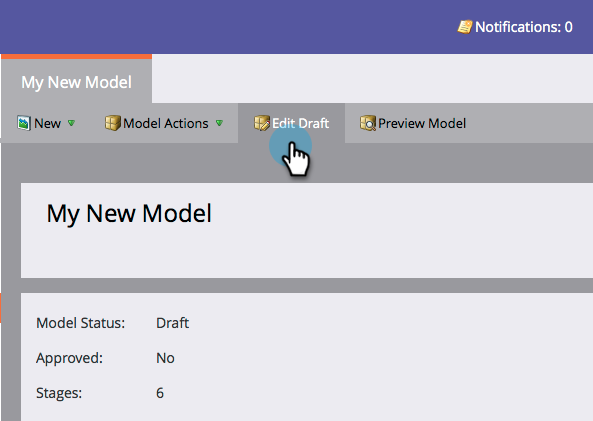 Notifications: 0
My New Model
New Model Actions Edit Draft Preview Model
My New Model
Model Status: Draft
Approved: No
Stages: 6